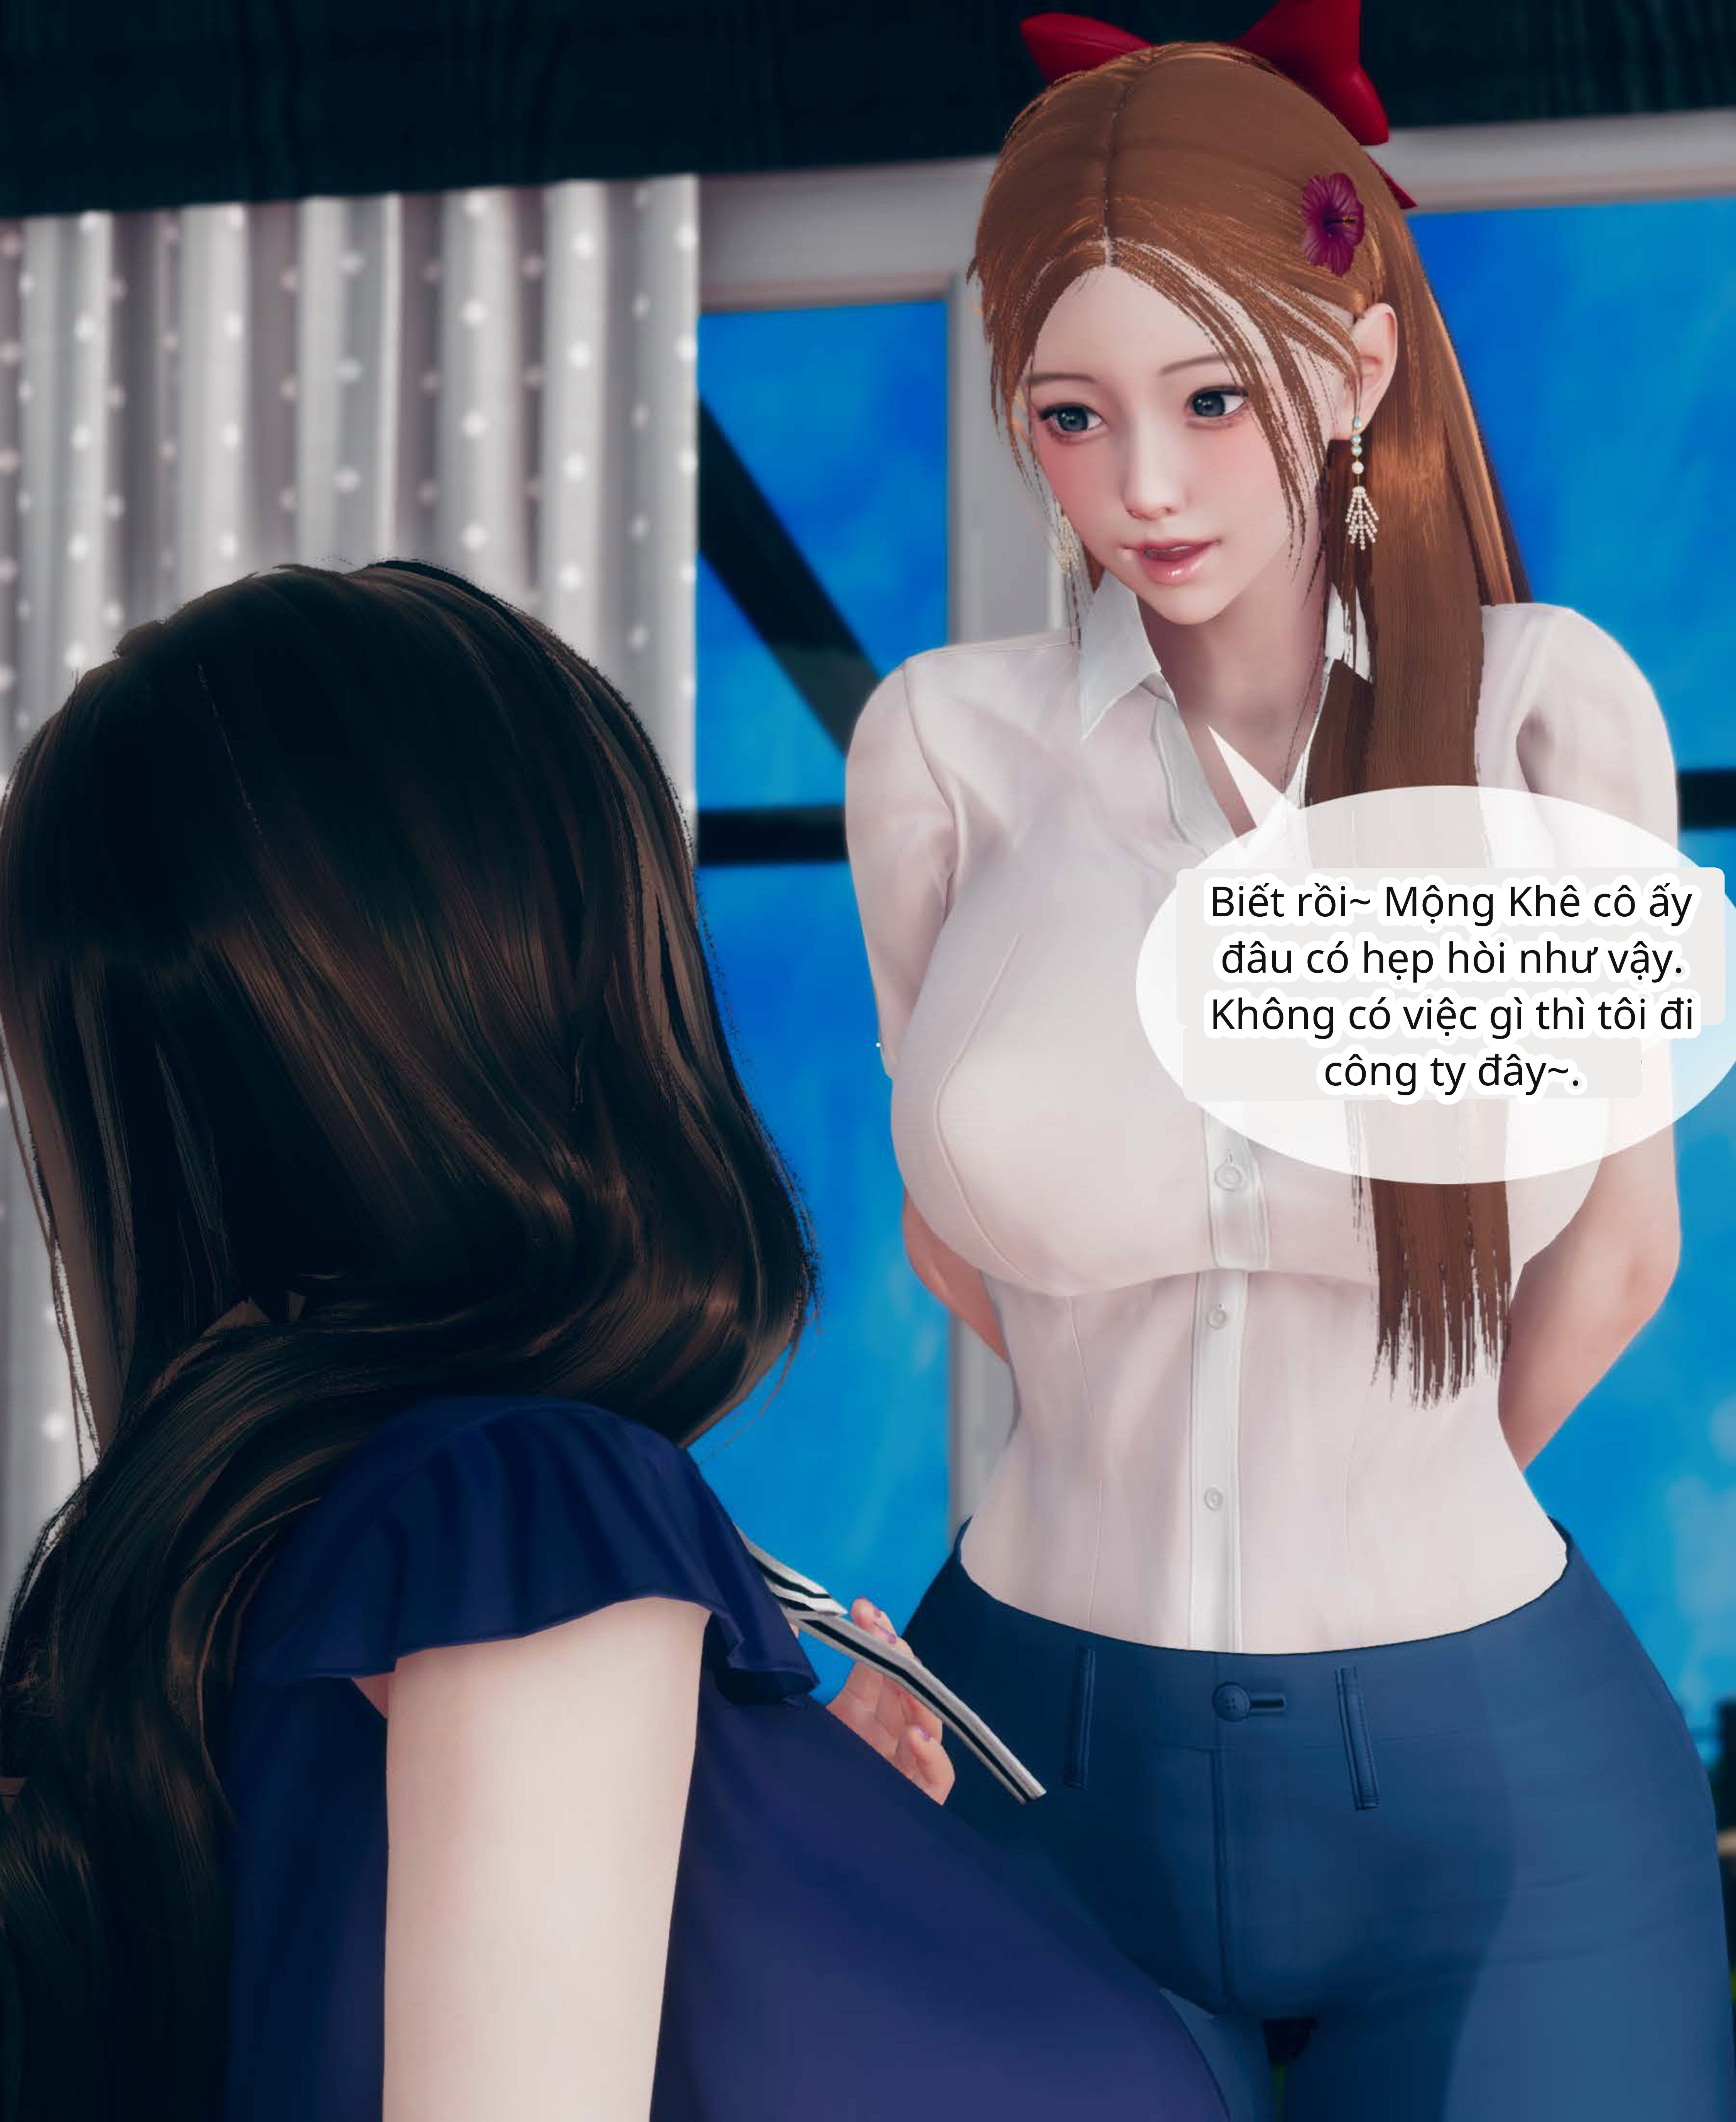 Biết rồi~ Mộng Khê cô ấy
đâu có hẹp hòi như vậy.
Không có việc gì thì tôi đi
công ty đây~.